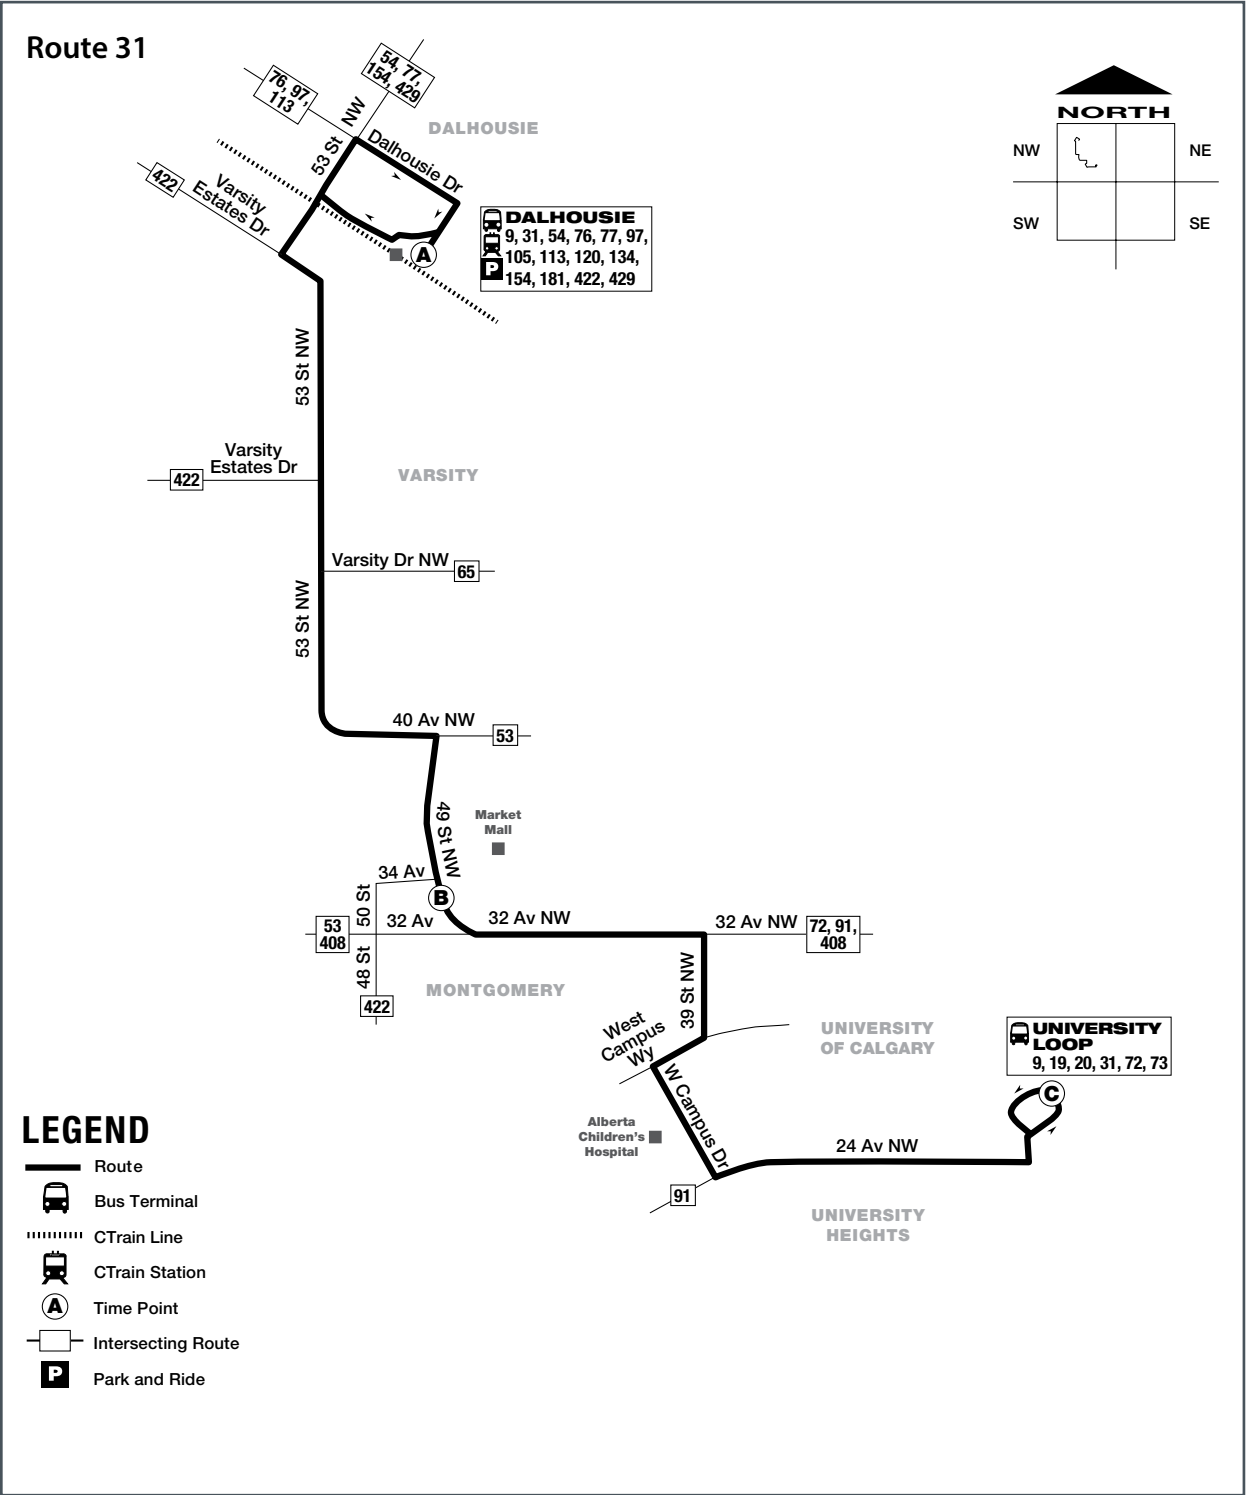 Route 31
54, 77,
154, 429
76, 97,
113
53 St NW
Dalhousie Dr
DALHOUSIE
NORTH
NW
NE
SW
SE
422
Varsity
Estates Dr
A
P
DALHOUSIE
9, 31, 54, 76, 77, 97,
105, 113, 120, 134,
154, 181, 422, 429
53 St NW
Varsity
Estates Dr
422
VARSITY
Varsity Dr NW
65
53 St NW
40 Av NW
53
49 St NW
Market
Mall
34 Av
50 St
B
53
408
32 Av
32 Av NW
32 Av NW
72, 91,
408
48 St
422
MONTGOMERY
39 St NW
West
Campus
Wy
UNIVERSITY
OF CALGARY
UNIVERSITY
LOOP
9, 19, 20, 31, 72, 73
C
W Campus Dr
Alberta
Children's
Hospital
24 Av NW
91
UNIVERSITY
HEIGHTS
LEGEND
Route
Bus Terminal
CTrain Line
CTrain Station
A
Time Point
Intersecting Route
P
Park and Ride